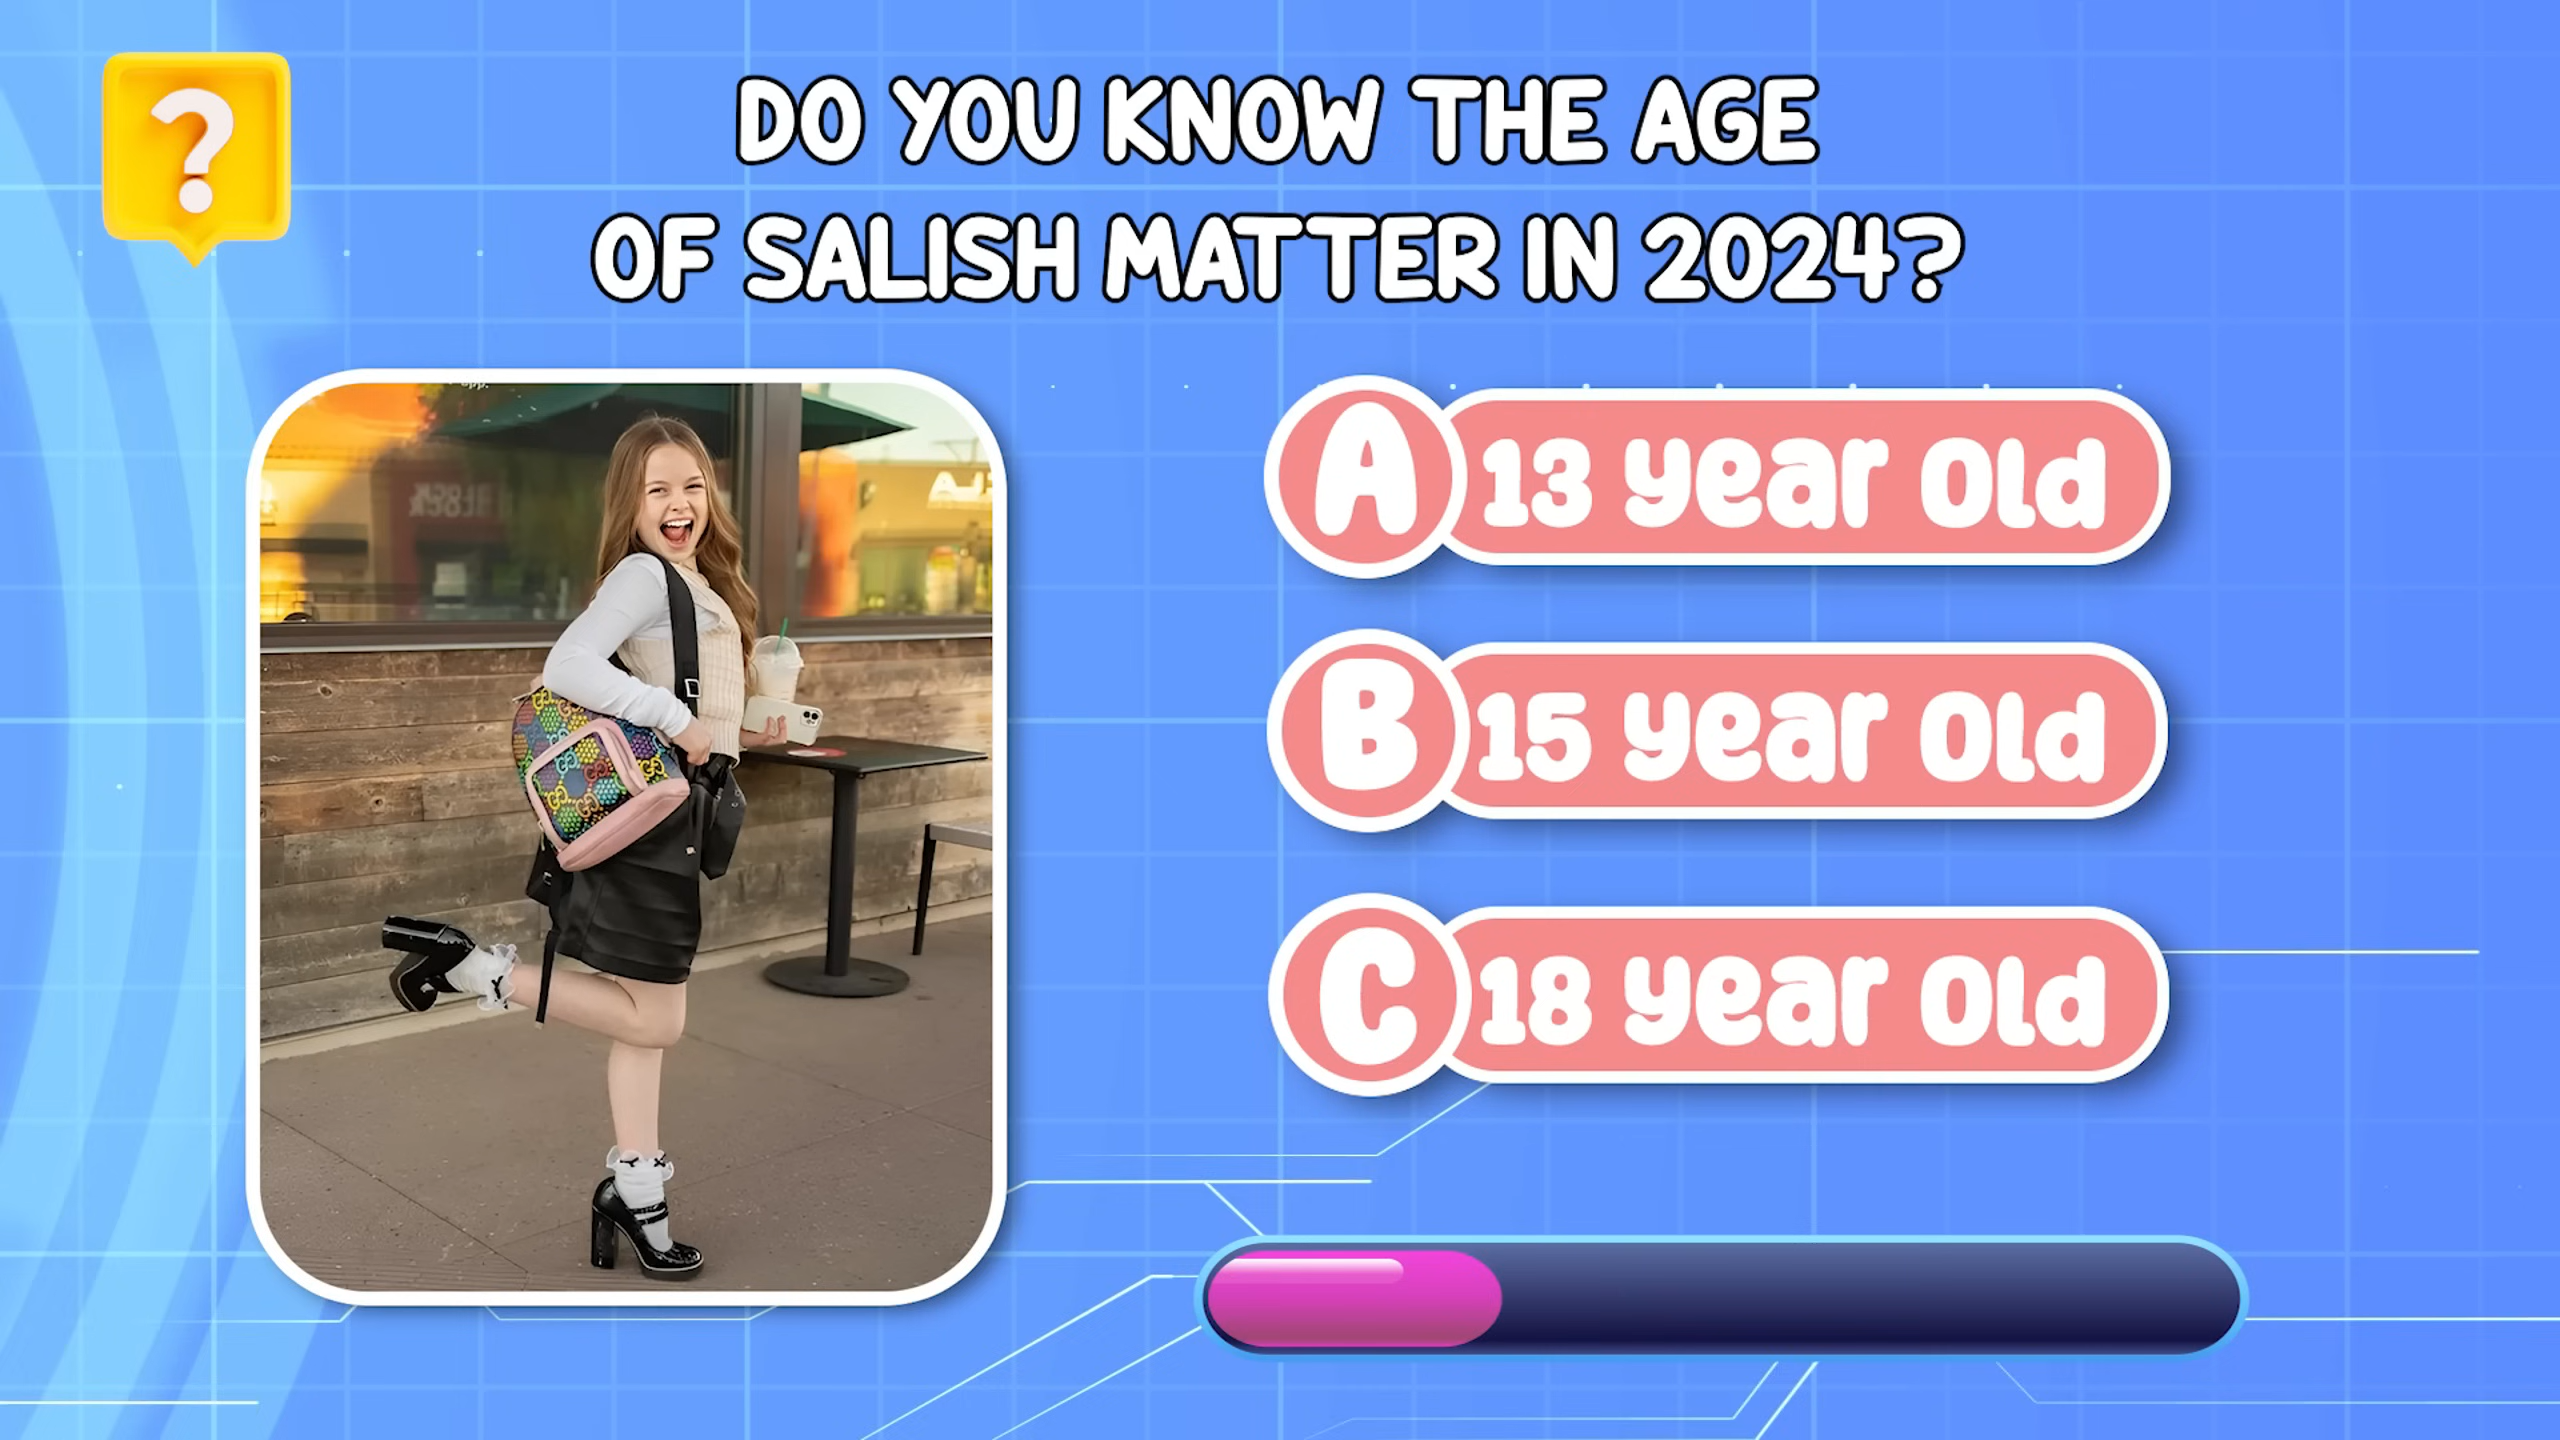 ?
DO YOU KNOW THE AGE
OF SALISH MATTER IN 2024?
A 13 year old
B 15 year old
C 18 year old